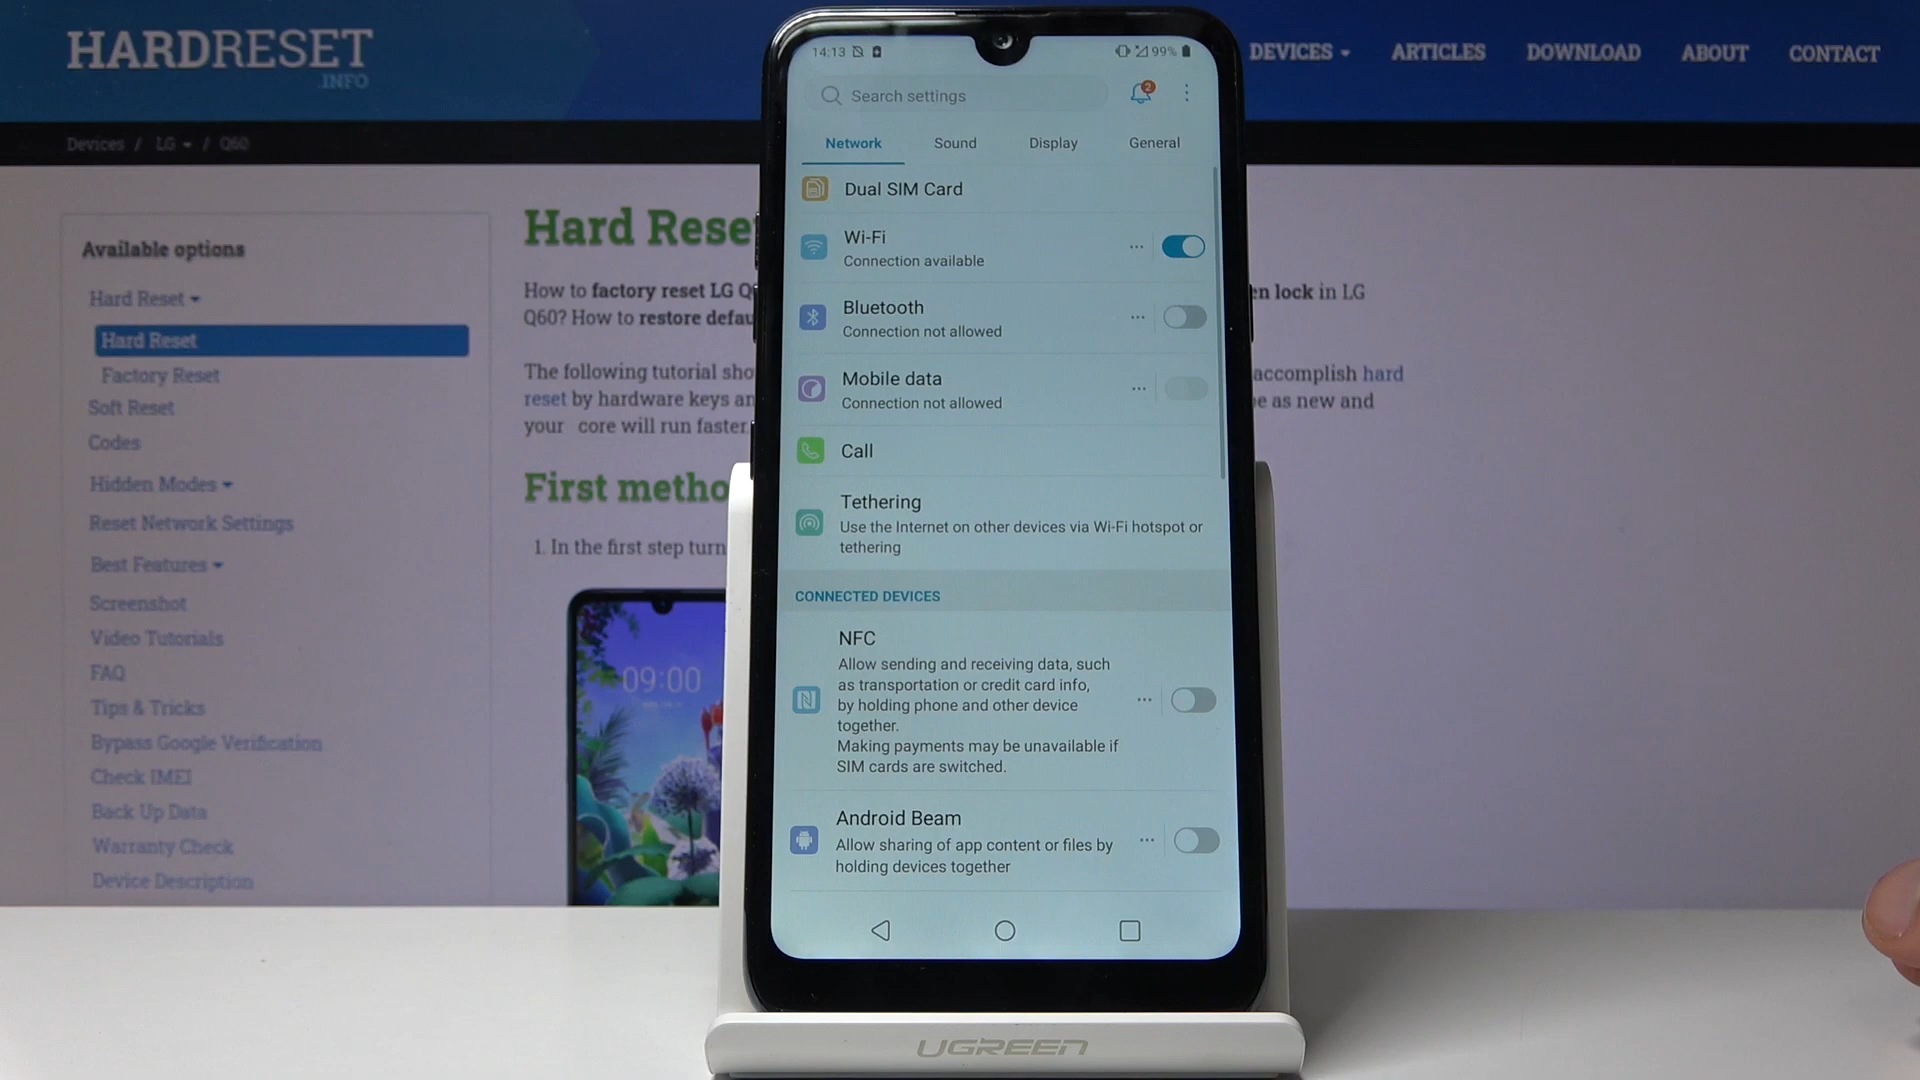 HARDRESET
.INFO
DEVICES
ARTICLES
DOWNLOAD
ABOUT
CONTACT
Devices / LG / Q60
Available options
Hard Reset
Hard Reset
Factory Reset
Soft Reset
Codes
Hidden Modes
Reset Network Settings
Best Features
Screenshot
Video Tutorials
FAQ
Tips & Tricks
Bypass Google Verification
Check IMEI
Back Up Data
Warranty Check
Device Description
Hard Rese
How to factory reset LG Q
en lock in LG
Q60? How to restore defau
The following tutorial sho
accomplish hard
reset by hardware keys an
be as new and
your core will run faster.
First metho
1. In the first step turn
09:00
14:13
99%
Search settings
2
Network
Sound
Display
General
Dual SIM Card
Wi-Fi
Connection available
Bluetooth
Connection not allowed
Mobile data
Connection not allowed
Call
Tethering
Use the Internet on other devices via Wi-Fi hotspot or
tethering
CONNECTED DEVICES
NFC
Allow sending and receiving data, such
as transportation or credit card info,
by holding phone and other device
together.
Making payments may be unavailable if
SIM cards are switched.
Android Beam
Allow sharing of app content or files by
holding devices together
UGREEN